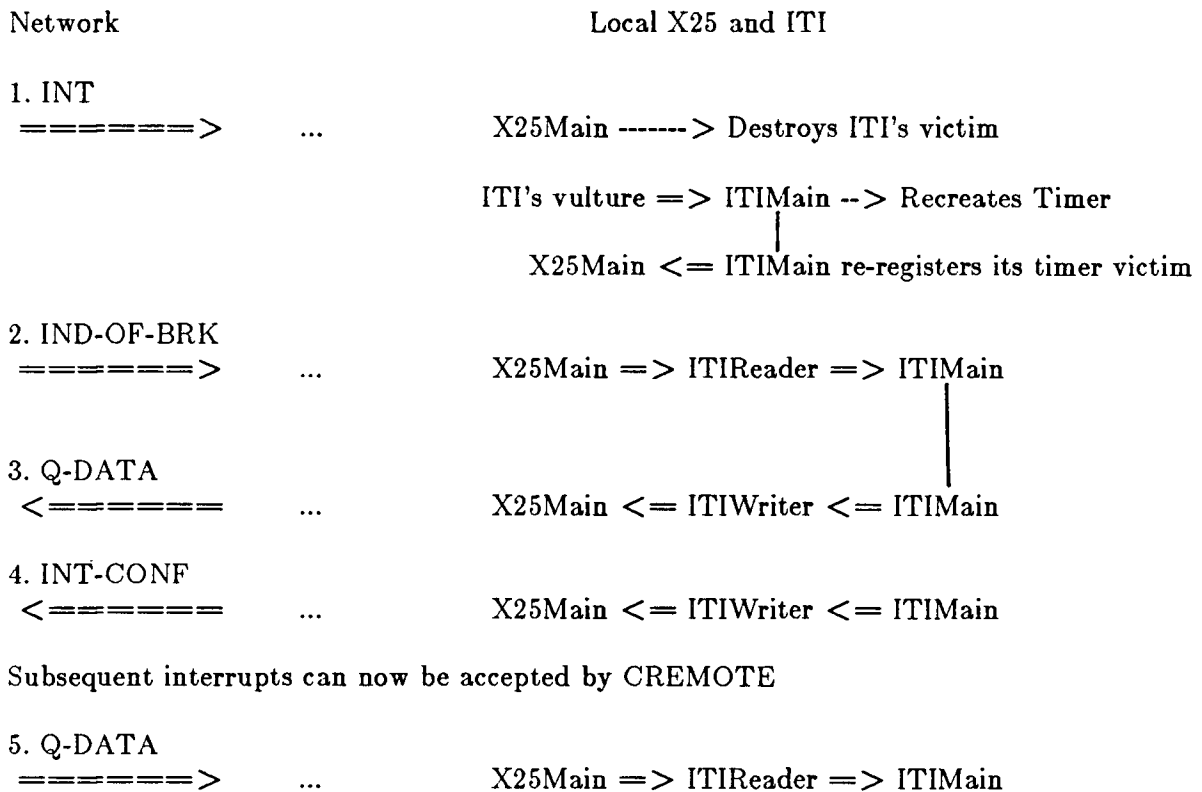 Network Local X25 and ITI
1. INT
======> ... X25Main -------> Destroys ITI's victim
ITI's vulture => ITIMain --> Recreates Timer
X25Main <= ITIMain re-registers its timer victim
2. IND-OF-BRK
======> ... X25Main => ITIReader => ITIMain
3. Q-DATA
<====== ... X25Main <= ITIWriter <= ITIMain
4. INT-CONF
<====== ... X25Main <= ITIWriter <= ITIMain
Subsequent interrupts can now be accepted by CREMOTE
5. Q-DATA
======> ... X25Main => ITIReader => ITIMain